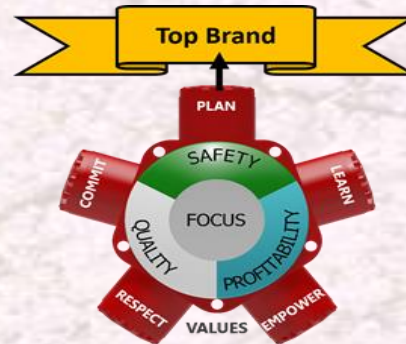 Top Brand
PLAN
COMMIT
SAFETY
LEARN
QUALITY
FOCUS
PROFITABILITY
RESPECT
EMPOWER
VALUES